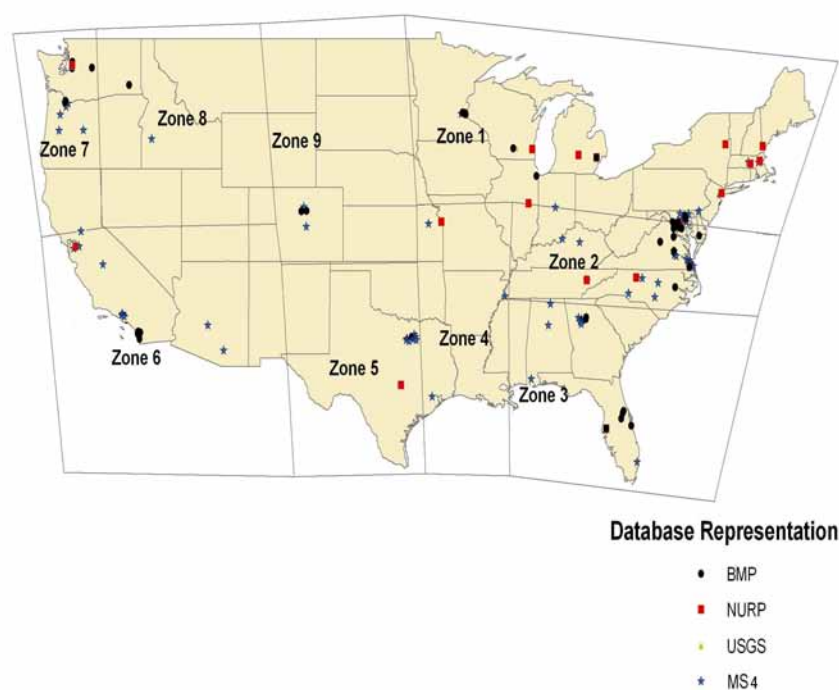 Zone 8
Zone 1
Zone 7
Zone 9
Zone 2
Zone 4
Zone 6
Zone 5
Zone 3
Database Representation
BMP
NURP
USGS
MS4